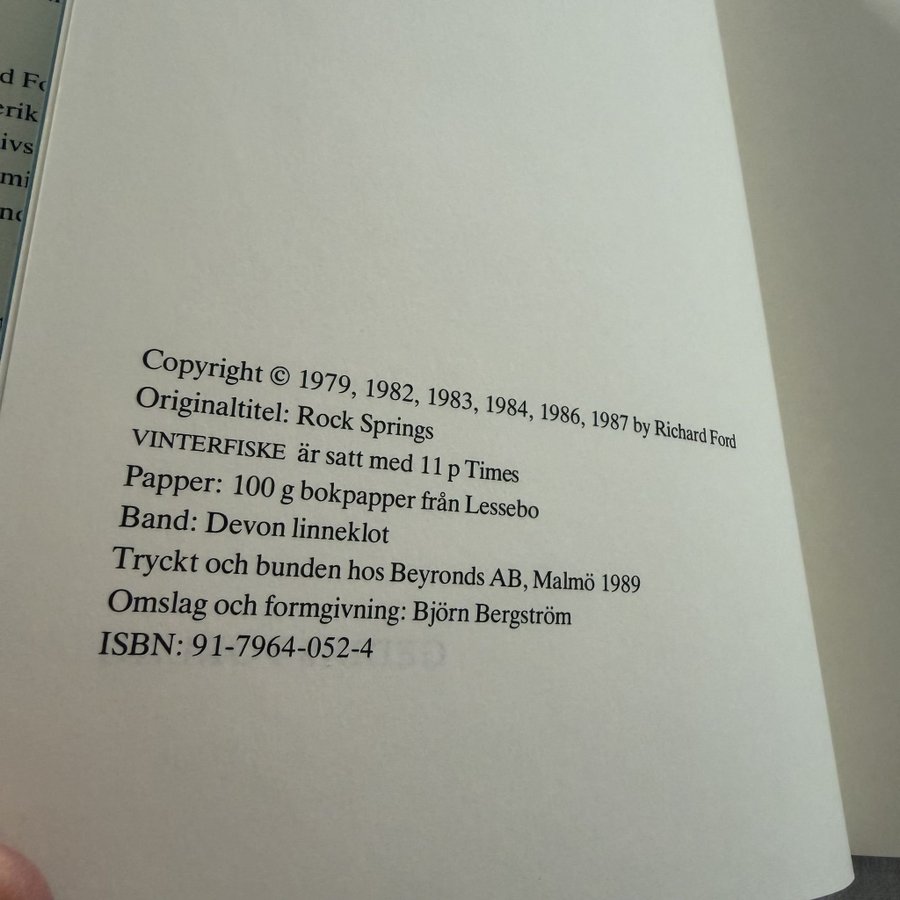 Copyright © 1979, 1982, 1983, 1984, 1986, 1987 by Richard Ford
Originaltitel: Rock Springs
VINTERFISKE är satt med 11 p Times
Papper: 100 g bokpapper från Lessebo
Band: Devon linneklot
Tryckt och bunden hos Beyronds AB, Malmö 1989
Omslag och formgivning: Björn Bergström
ISBN: 91-7964-052-4